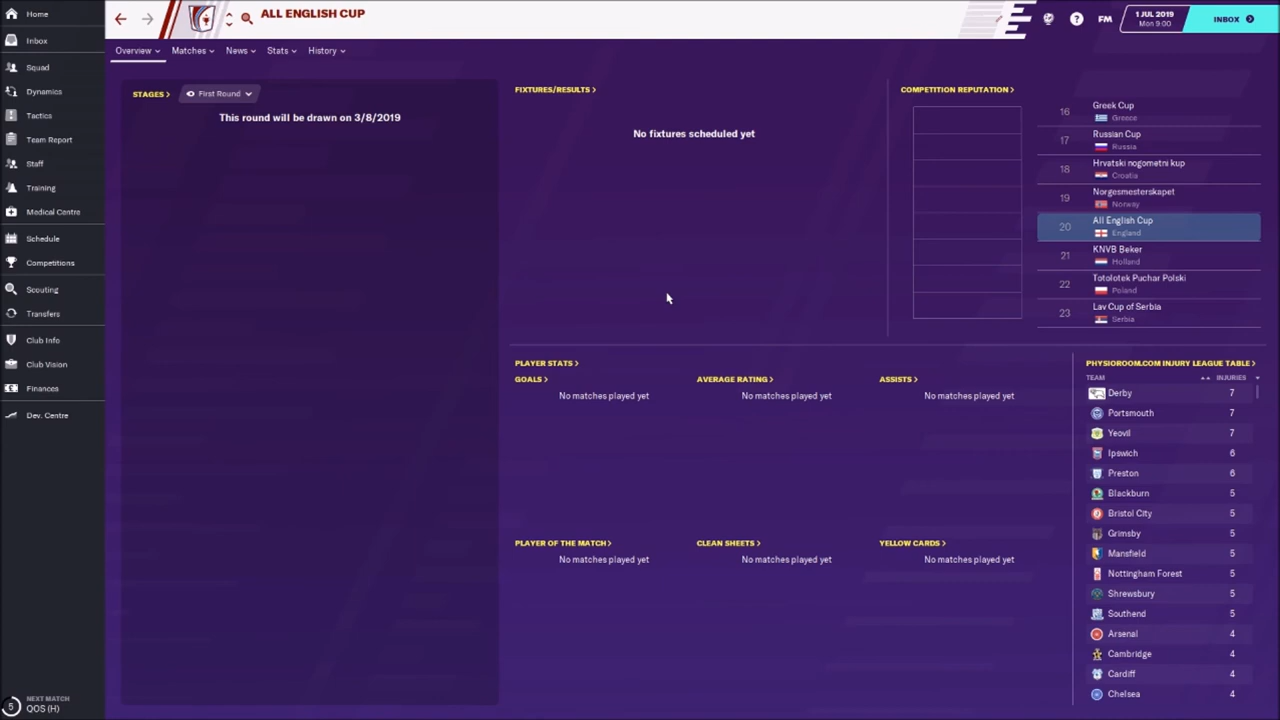 Home
Inbox
Squad
Dynamics
Tactics
Team Report
Staff
Training
Medical Centre
Schedule
Competitions
Scouting
Transfers
Club Info
Club Vision
Finances
Dev. Centre
5
NEXT MATCH
QOS (H)
ALL ENGLISH CUP
?
FM
1 JUL 2019
Mon 9:00
INBOX
Overview
Matches
News
Stats
History
STAGES >
First Round
This round will be drawn on 3/8/2019
FIXTURES/RESULTS >
No fixtures scheduled yet
COMPETITION REPUTATION >
16 Greek Cup
Greece
17 Russian Cup
Russia
18 Hrvatski nogometni kup
Croatia
19 Norgesmesterskapet
Norway
20 All English Cup
England
21 KNVB Beker
Holland
22 Totolotek Puchar Polski
Poland
23 Lav Cup of Serbia
Serbia
PLAYER STATS >
GOALS >
No matches played yet
AVERAGE RATING >
No matches played yet
ASSISTS >
No matches played yet
PLAYER OF THE MATCH >
No matches played yet
CLEAN SHEETS >
No matches played yet
YELLOW CARDS >
No matches played yet
PHYSIOROOM.COM INJURY LEAGUE TABLE >
TEAM INJURIES
Derby 7
Portsmouth 7
Yeovil 7
Ipswich 6
Preston 6
Blackburn 5
Bristol City 5
Grimsby 5
Mansfield 5
Nottingham Forest 5
Shrewsbury 5
Southend 5
Arsenal 4
Cambridge 4
Cardiff 4
Chelsea 4